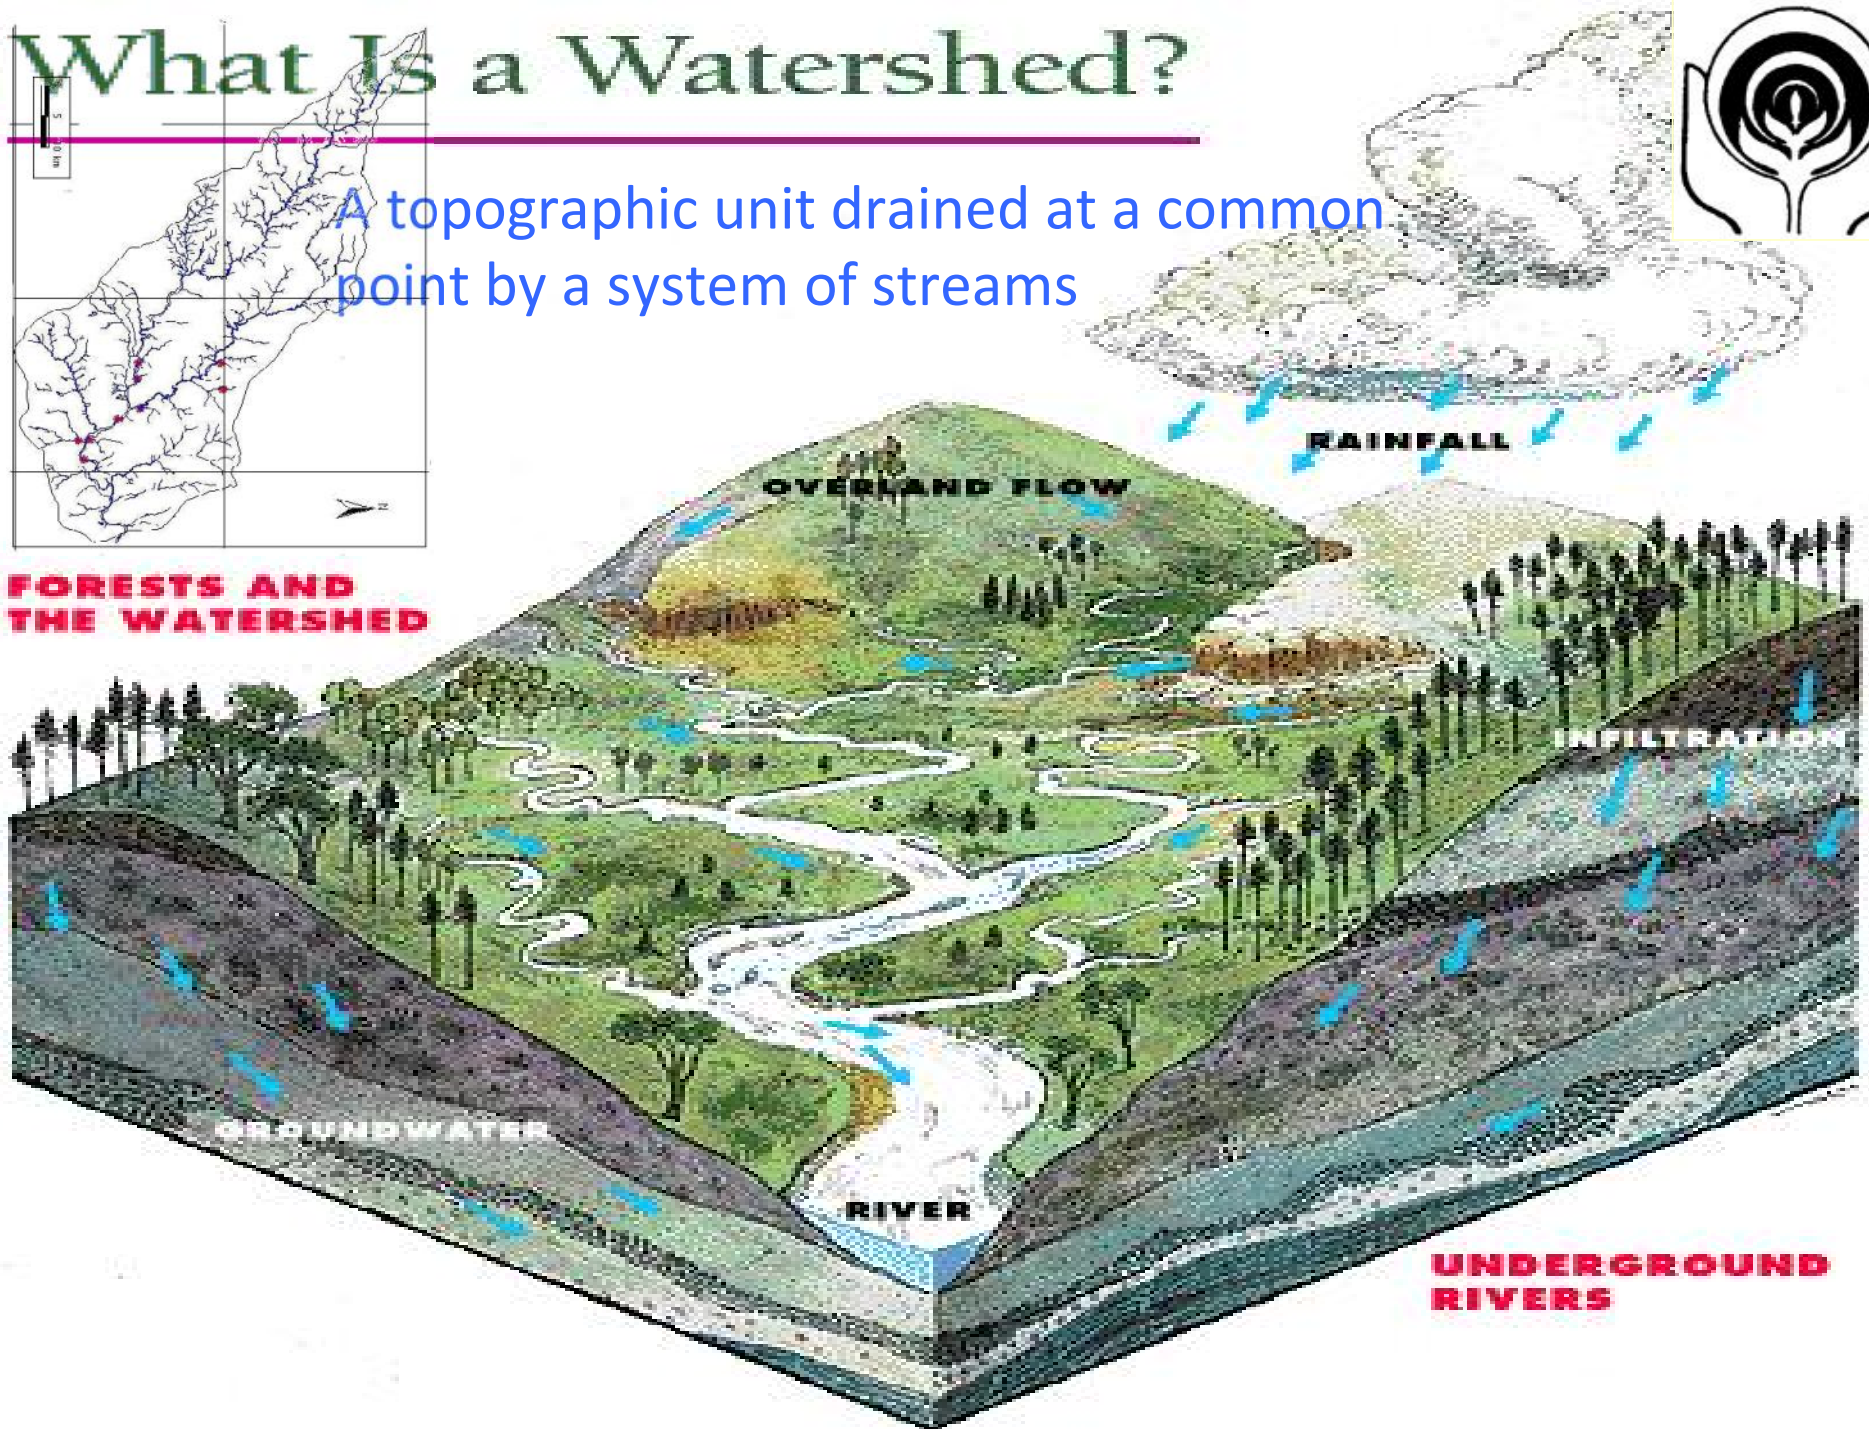 What Is a Watershed?
A topographic unit drained at a common
point by a system of streams
RAINFALL
OVERLAND FLOW
FORESTS AND
THE WATERSHED
INFILTRATION
GROUNDWATER
RIVER
UNDERGROUND
RIVERS